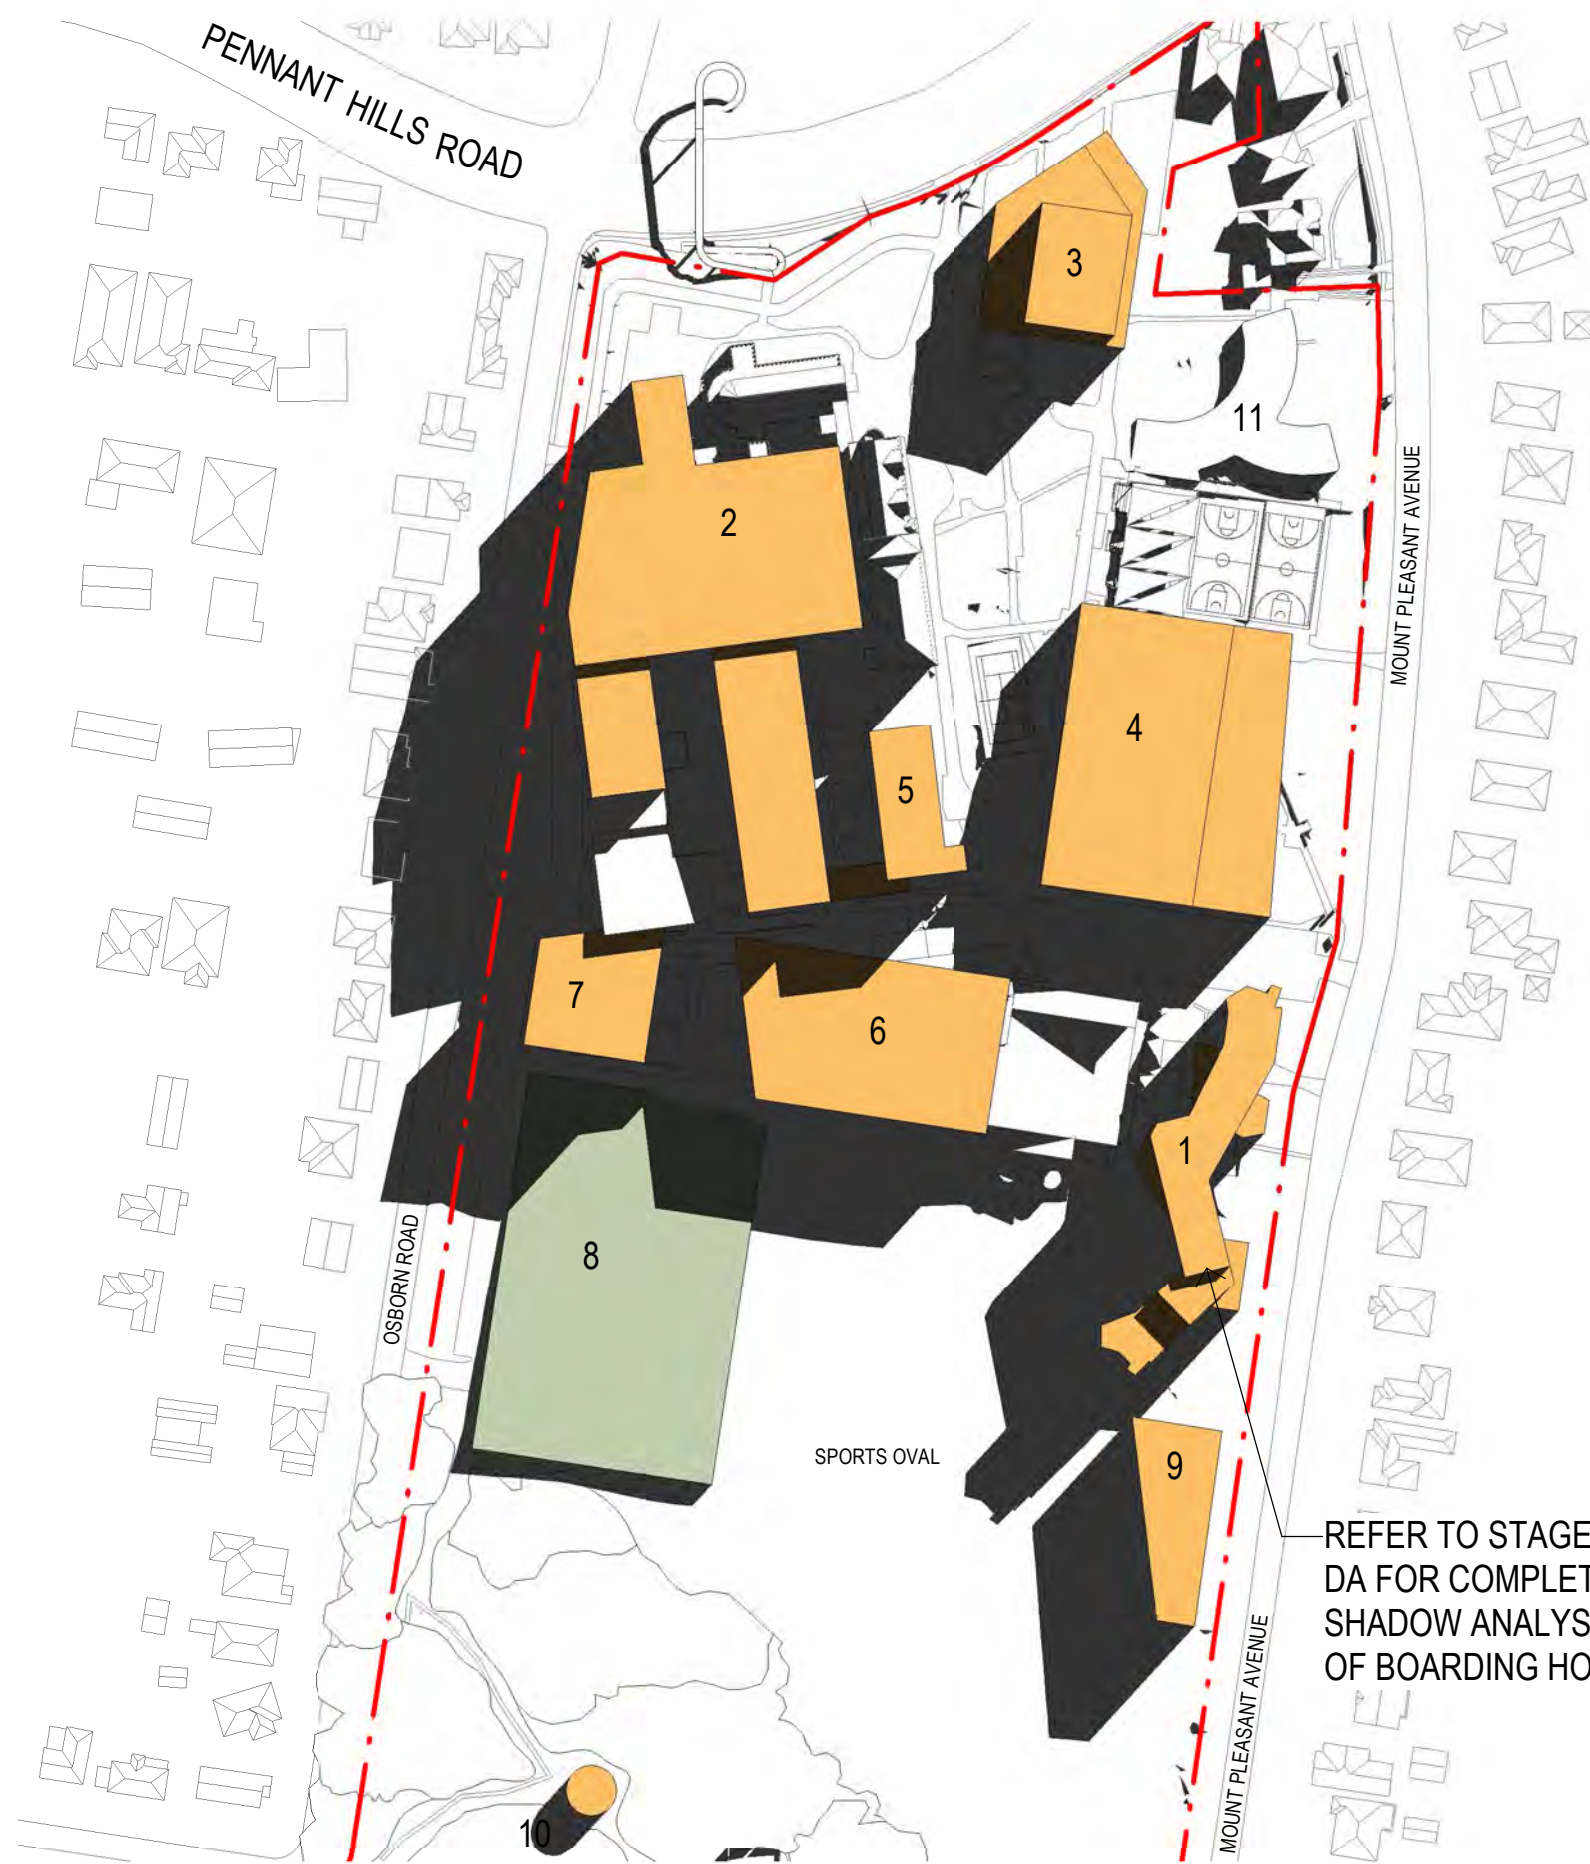 PENNANT HILLS ROAD
3
11
2
MOUNT PLEASANT AVENUE
4
5
7
6
1
8
OSBORN ROAD
SPORTS OVAL
9
REFER TO STAGE
DA FOR COMPLET
SHADOW ANALYS
OF BOARDING HO
MOUNT PLEASANT AVENUE
10